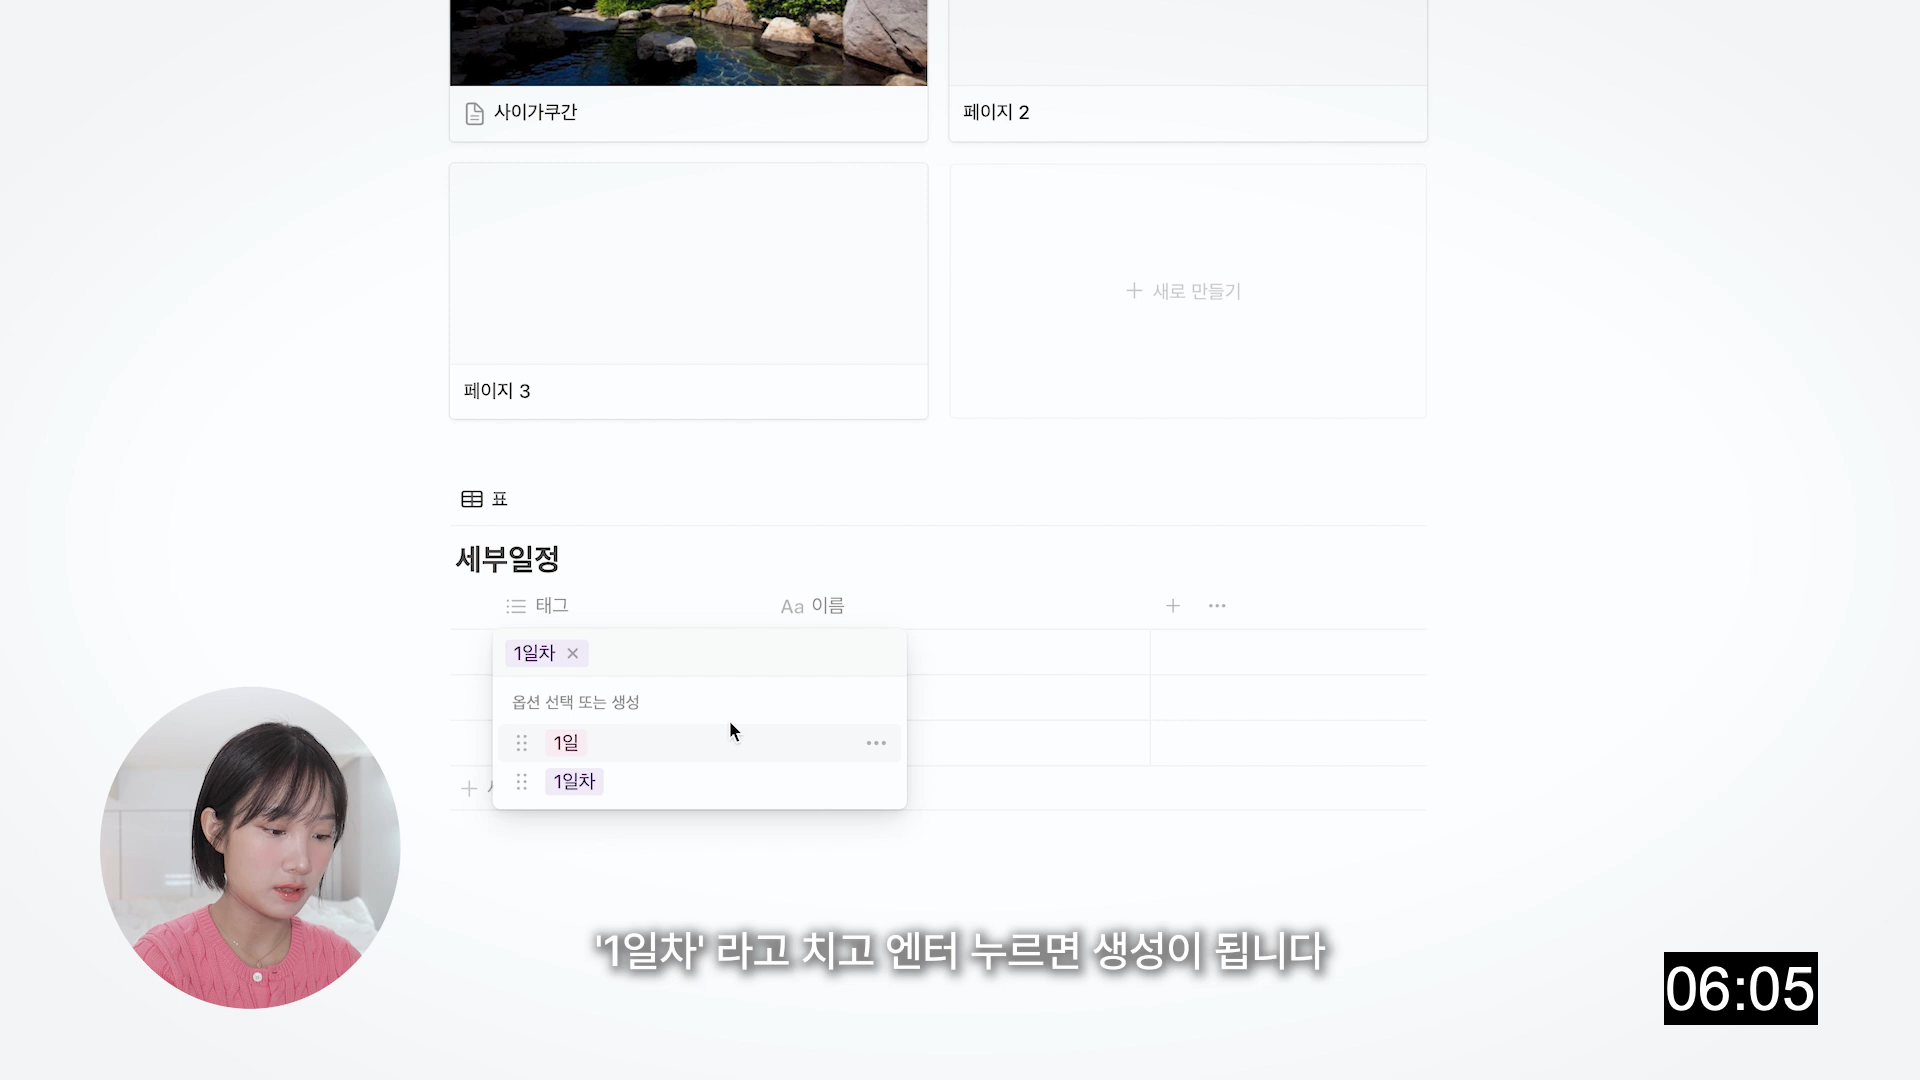 사이가쿠간
페이지 2
+ 새로 만들기
페이지 3
표
세부일정
태그
Aa 이름
1일차 ×
옵션 선택 또는 생성
1일
1일차
'1일차' 라고 치고 엔터 누르면 생성이 됩니다
06:05